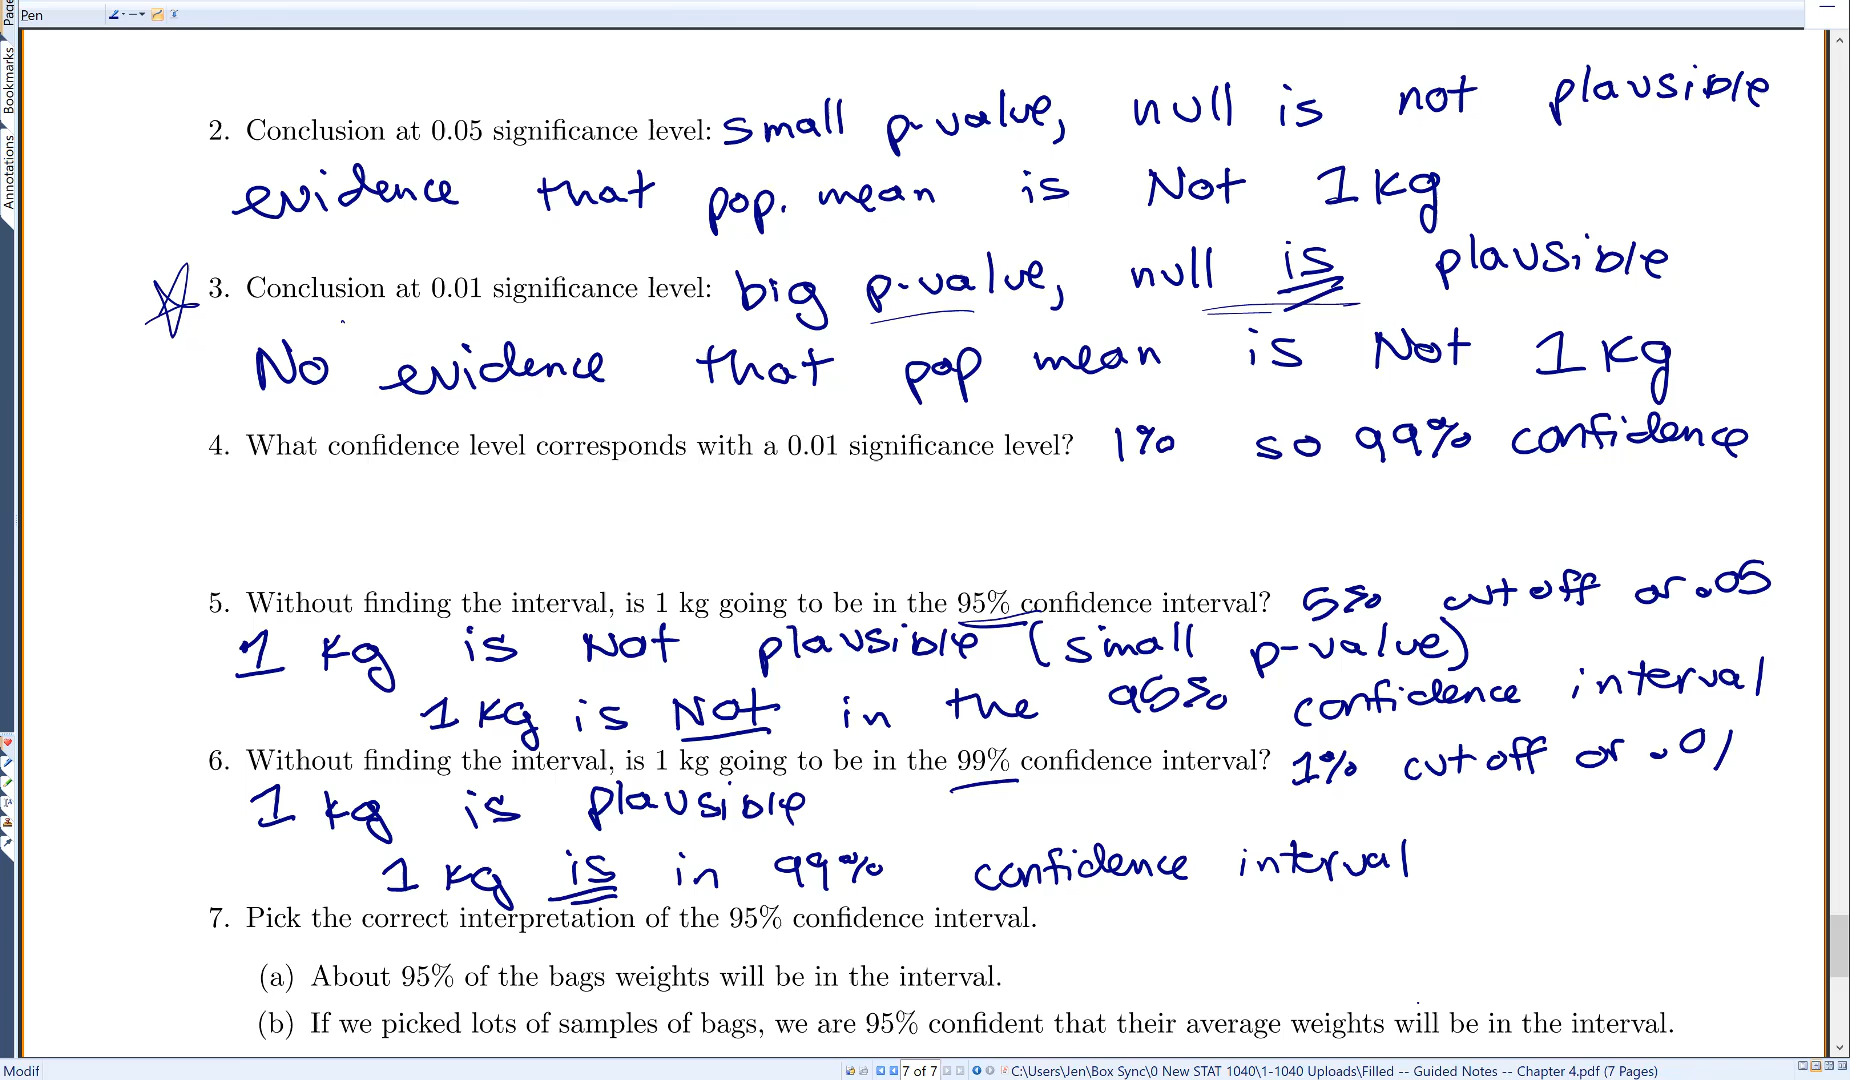 Pen
Page
Bookmarks
Annotations
2. Conclusion at 0.05 significance level: small p-value, null is not plausible
evidence that pop. mean is Not 1 kg
3. Conclusion at 0.01 significance level: big p-value, null is plausible
No evidence that pop mean is Not 1 kg
4. What confidence level corresponds with a 0.01 significance level? 1% so 99% confidence
5. Without finding the interval, is 1 kg going to be in the 95% confidence interval? 5% cutoff or .05
1 kg is Not plausible (small p-value)
1 kg is Not in the 95% confidence interval
6. Without finding the interval, is 1 kg going to be in the 99% confidence interval? 1% cutoff or .01
1 kg is plausible
1 kg is in 99% confidence interval
7. Pick the correct interpretation of the 95% confidence interval.
(a) About 95% of the bags weights will be in the interval.
(b) If we picked lots of samples of bags, we are 95% confident that their average weights will be in the interval.
Modif
7 of 7
C:\Users\Jen\Box Sync\0 New STAT 1040\1-1040 Uploads\Filled -- Guided Notes -- Chapter 4.pdf (7 Pages)